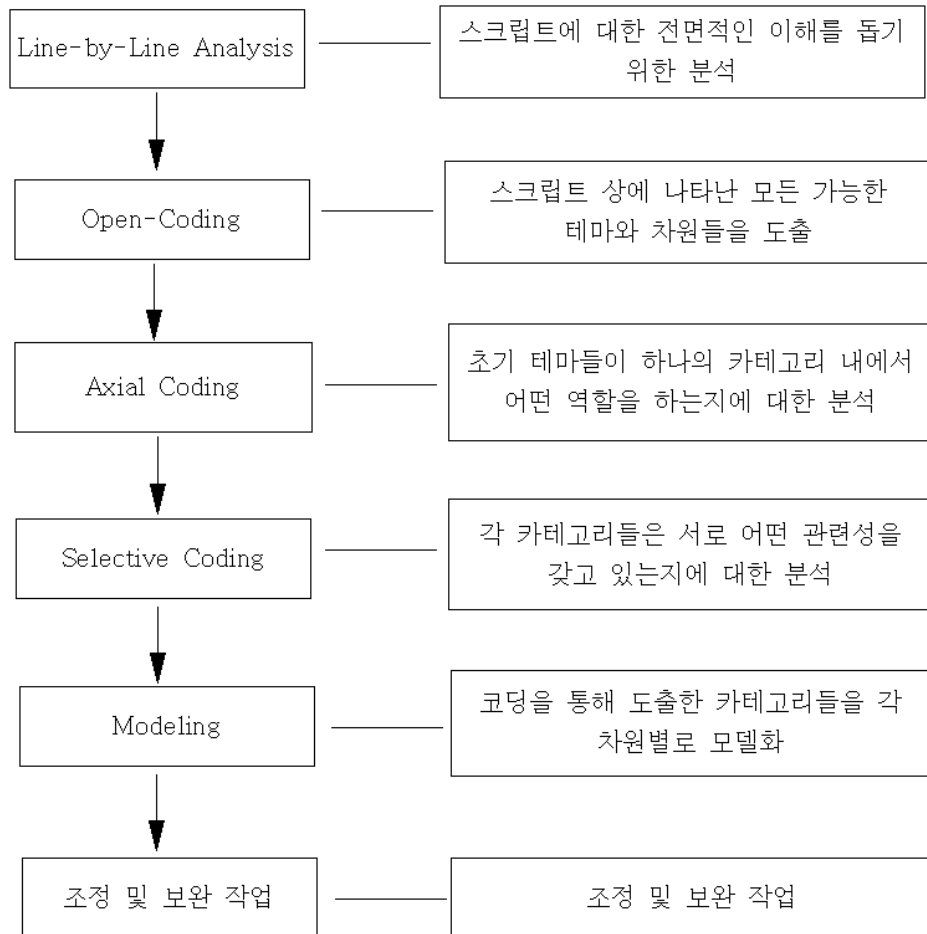 Line-by-Line Analysis
스크립트에 대한 전면적인 이해를 돕기
위한 분석
Open-Coding
스크립트 상에 나타난 모든 가능한
테마와 차원들을 도출
Axial Coding
초기 테마들이 하나의 카테고리 내에서
어떤 역할을 하는지에 대한 분석
Selective Coding
각 카테고리들은 서로 어떤 관련성을
갖고 있는지에 대한 분석
Modeling
코딩을 통해 도출한 카테고리들을 각
차원별로 모델화
조정 및 보완 작업
조정 및 보완 작업